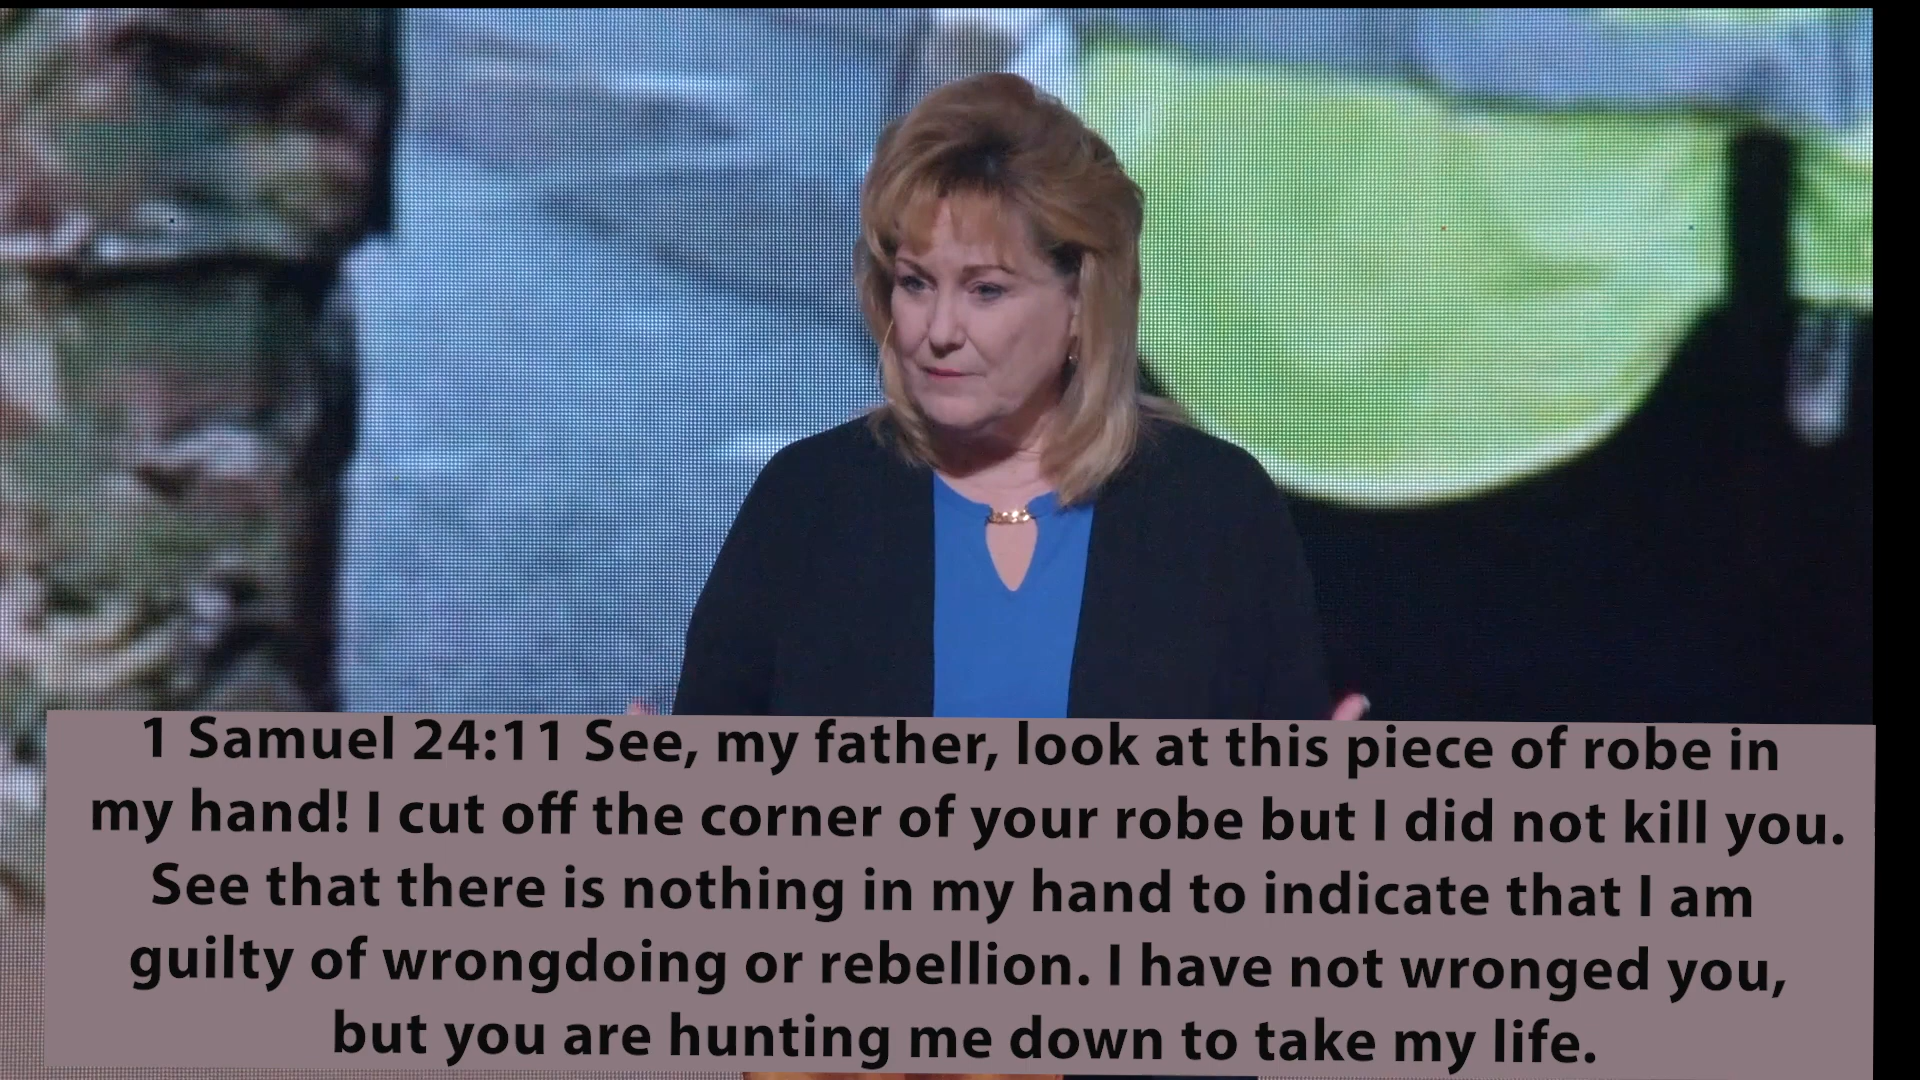 1 Samuel 24:11 See, my father, look at this piece of robe in
my hand! I cut off the corner of your robe but I did not kill you.
See that there is nothing in my hand to indicate that I am
guilty of wrongdoing or rebellion. I have not wronged you,
but you are hunting me down to take my life.